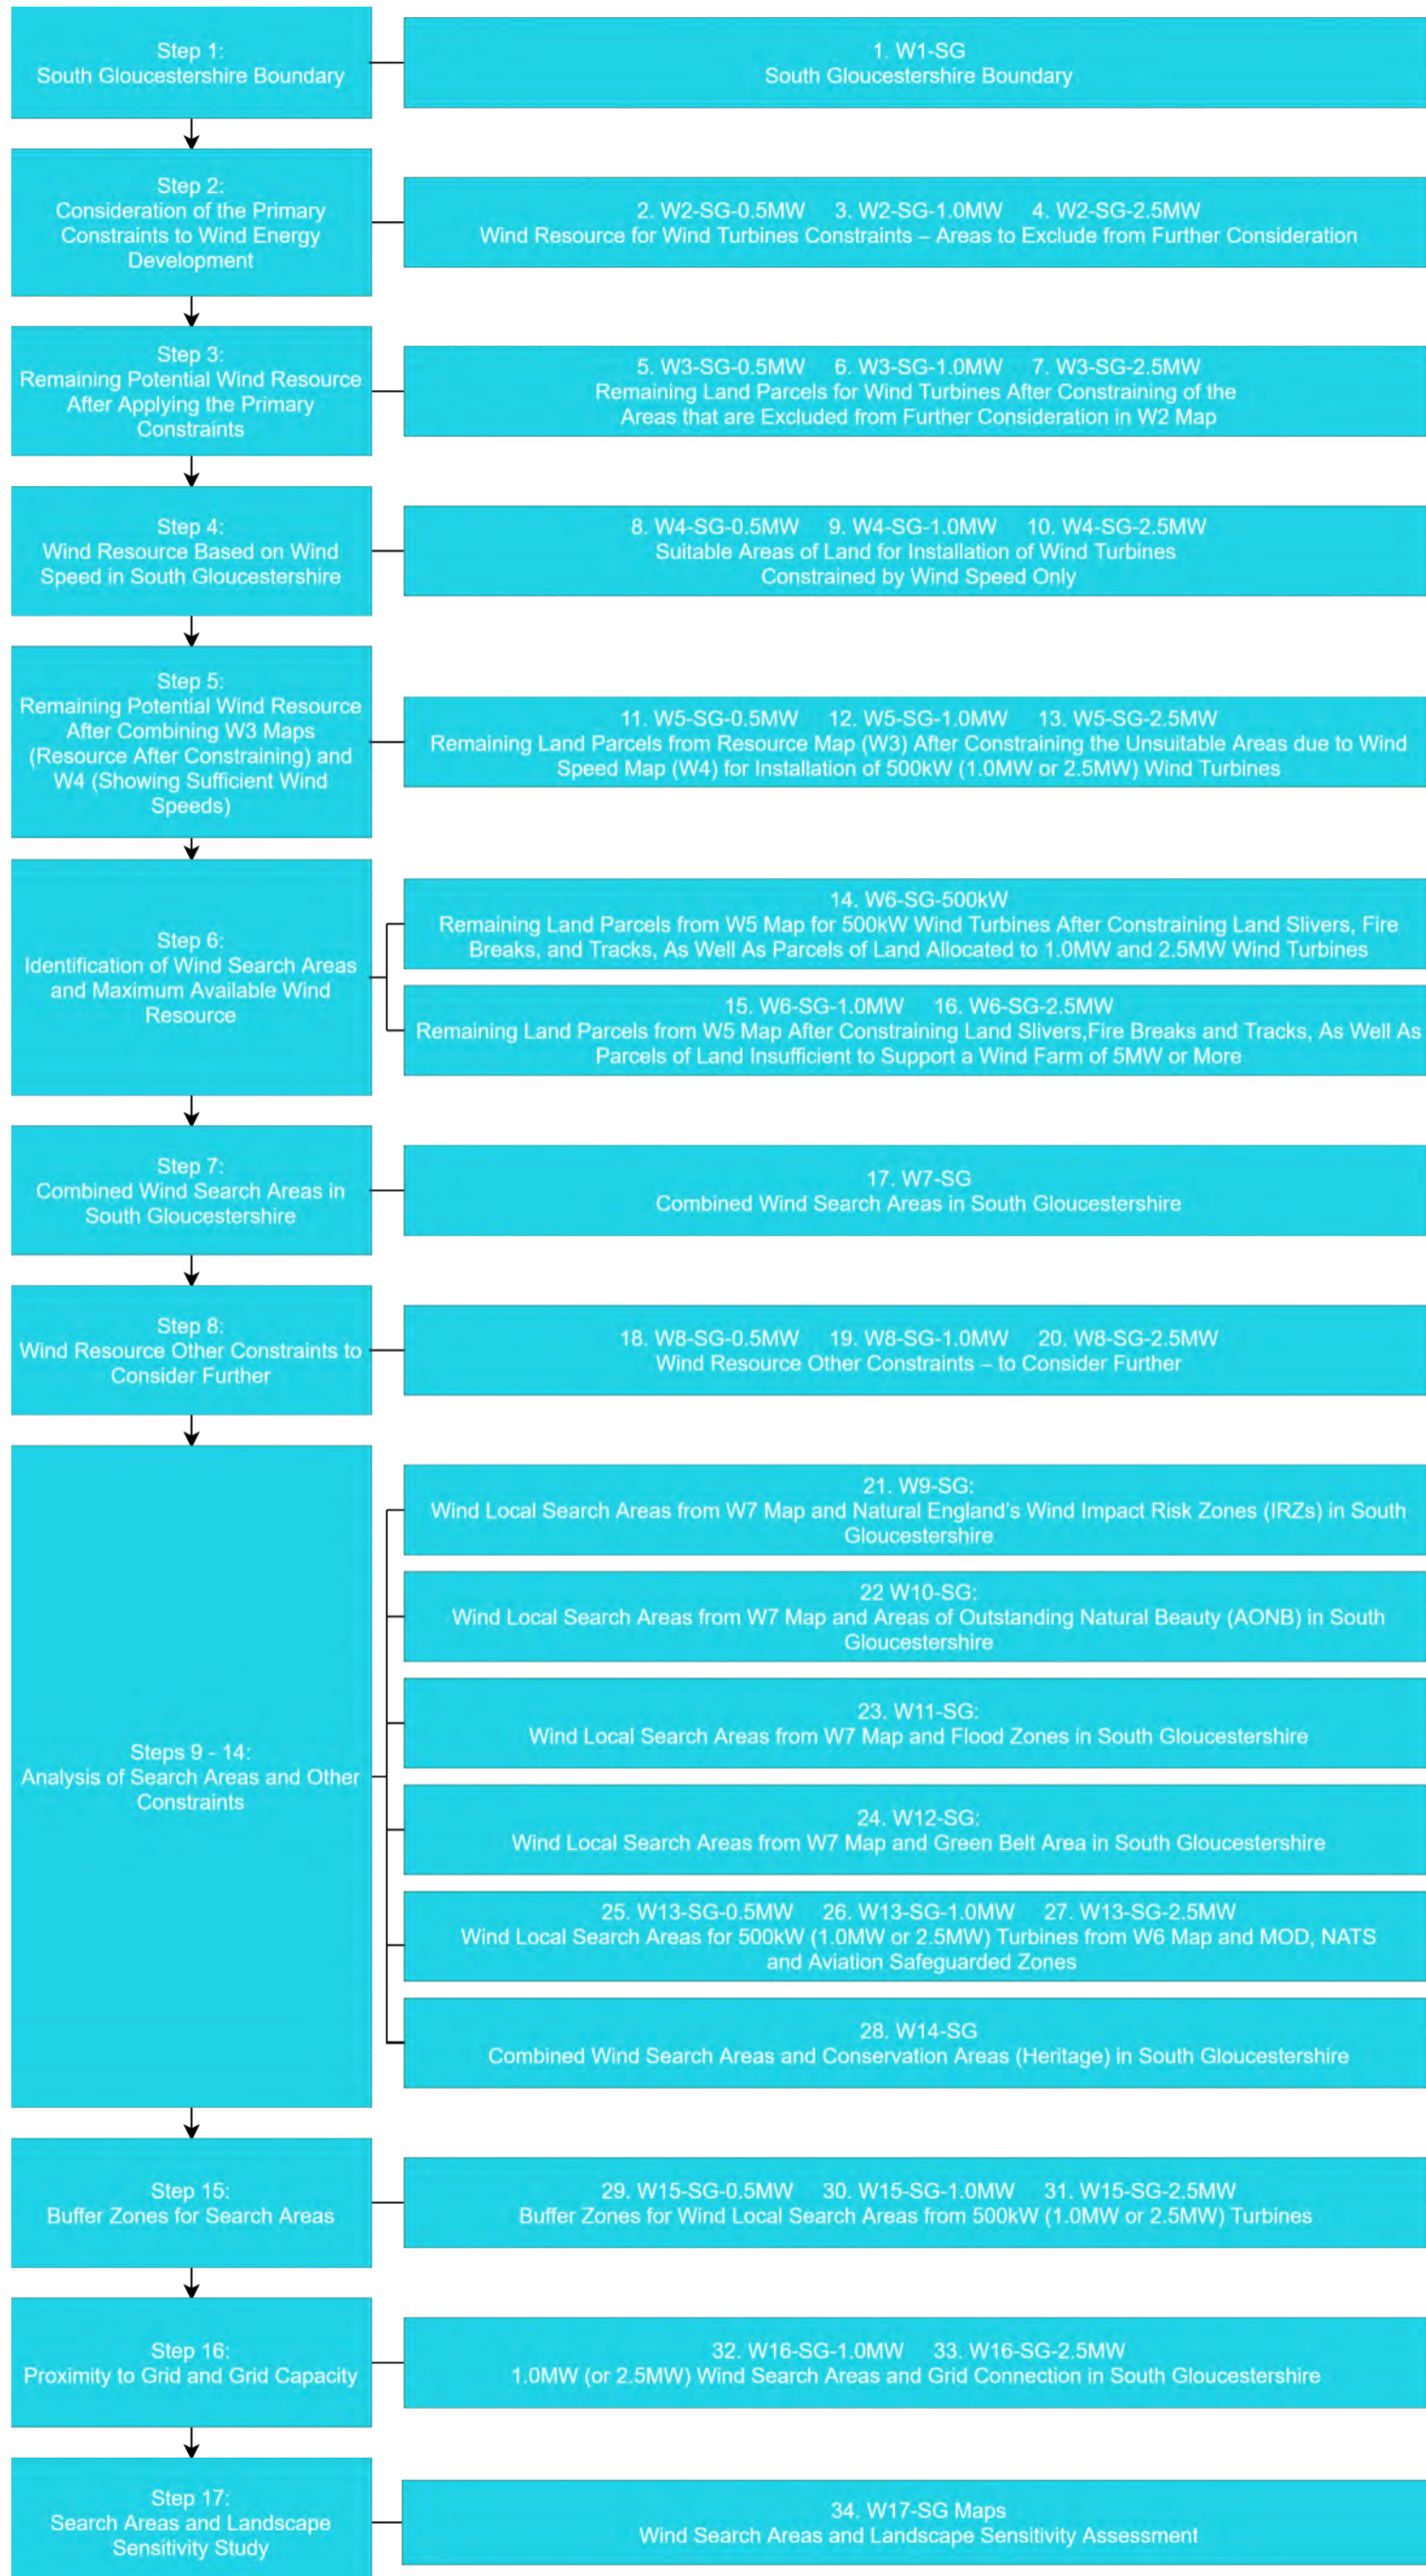 Step 1:
South Gloucestershire Boundary
1. W1-SG
South Gloucestershire Boundary
Step 2:
Consideration of the Primary
Constraints to Wind Energy
Development
2. W2-SG-0.5MW 3. W2-SG-1.0MW 4. W2-SG-2.5MW
Wind Resource for Wind Turbines Constraints – Areas to Exclude from Further Consideration
Step 3:
Remaining Potential Wind Resource
After Applying the Primary
Constraints
5. W3-SG-0.5MW 6. W3-SG-1.0MW 7. W3-SG-2.5MW
Remaining Land Parcels for Wind Turbines After Constraining of the
Areas that are Excluded from Further Consideration in W2 Map
Step 4:
Wind Resource Based on Wind
Speed in South Gloucestershire
8. W4-SG-0.5MW 9. W4-SG-1.0MW 10. W4-SG-2.5MW
Suitable Areas of Land for Installation of Wind Turbines
Constrained by Wind Speed Only
Step 5:
Remaining Potential Wind Resource
After Combining W3 Maps
(Resource After Constraining) and
W4 (Showing Sufficient Wind
Speeds)
11. W5-SG-0.5MW 12. W5-SG-1.0MW 13. W5-SG-2.5MW
Remaining Land Parcels from Resource Map (W3) After Constraining the Unsuitable Areas due to Wind
Speed Map (W4) for Installation of 500kW (1.0MW or 2.5MW) Wind Turbines
Step 6:
Identification of Wind Search Areas
and Maximum Available Wind
Resource
14. W6-SG-500kW
Remaining Land Parcels from W5 Map for 500kW Wind Turbines After Constraining Land Slivers, Fire
Breaks, and Tracks, As Well As Parcels of Land Allocated to 1.0MW and 2.5MW Wind Turbines
15. W6-SG-1.0MW 16. W6-SG-2.5MW
Remaining Land Parcels from W5 Map After Constraining Land Slivers,Fire Breaks and Tracks, As Well As
Parcels of Land Insufficient to Support a Wind Farm of 5MW or More
Step 7:
Combined Wind Search Areas in
South Gloucestershire
17. W7-SG
Combined Wind Search Areas in South Gloucestershire
Step 8:
Wind Resource Other Constraints to
Consider Further
18. W8-SG-0.5MW 19. W8-SG-1.0MW 20. W8-SG-2.5MW
Wind Resource Other Constraints – to Consider Further
Steps 9 - 14:
Analysis of Search Areas and Other
Constraints
21. W9-SG:
Wind Local Search Areas from W7 Map and Natural England's Wind Impact Risk Zones (IRZs) in South
Gloucestershire
22 W10-SG:
Wind Local Search Areas from W7 Map and Areas of Outstanding Natural Beauty (AONB) in South
Gloucestershire
23. W11-SG:
Wind Local Search Areas from W7 Map and Flood Zones in South Gloucestershire
24. W12-SG:
Wind Local Search Areas from W7 Map and Green Belt Area in South Gloucestershire
25. W13-SG-0.5MW 26. W13-SG-1.0MW 27. W13-SG-2.5MW
Wind Local Search Areas for 500kW (1.0MW or 2.5MW) Turbines from W6 Map and MOD, NATS
and Aviation Safeguarded Zones
28. W14-SG
Combined Wind Search Areas and Conservation Areas (Heritage) in South Gloucestershire
Step 15:
Buffer Zones for Search Areas
29. W15-SG-0.5MW 30. W15-SG-1.0MW 31. W15-SG-2.5MW
Buffer Zones for Wind Local Search Areas from 500kW (1.0MW or 2.5MW) Turbines
Step 16:
Proximity to Grid and Grid Capacity
32. W16-SG-1.0MW 33. W16-SG-2.5MW
1.0MW (or 2.5MW) Wind Search Areas and Grid Connection in South Gloucestershire
Step 17:
Search Areas and Landscape
Sensitivity Study
34. W17-SG Maps
Wind Search Areas and Landscape Sensitivity Assessment